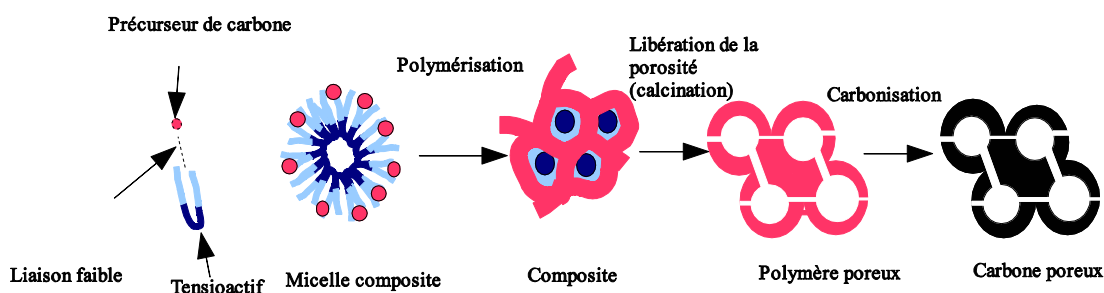 Précurseur de carbone
Polymérisation
Libération de la
porosité
(calcination)
Carbonisation
Liaison faible
Tensioactif
Micelle composite
Composite
Polymère poreux
Carbone poreux